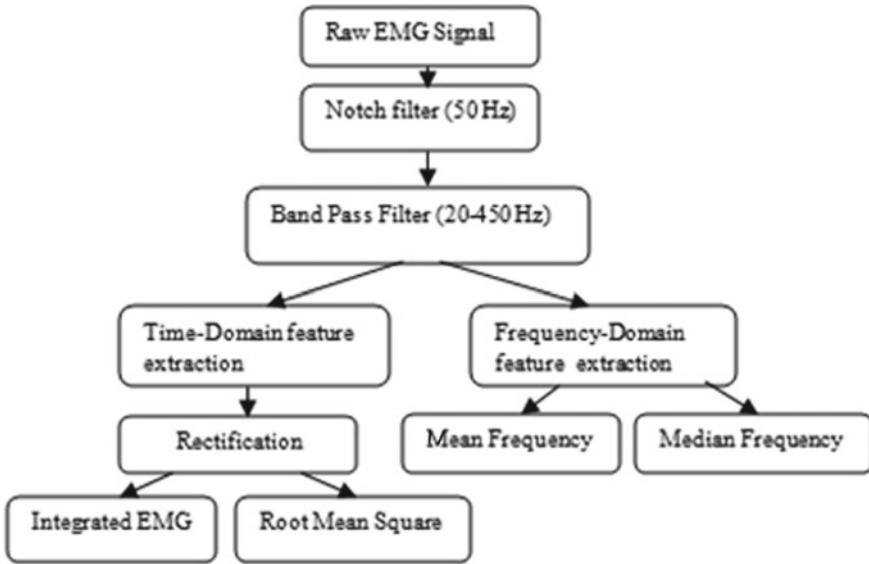 Raw EMG Signal
Notch filter (50 Hz)
Band Pass Filter (20-450 Hz)
Time-Domain feature
extraction
Frequency-Domain
feature extraction
Rectification
Mean Frequency
Median Frequency
Integrated EMG
Root Mean Square